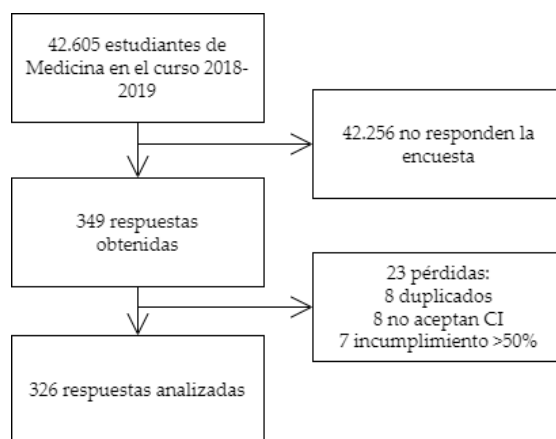 42.605 estudiantes de
Medicina en el curso 2018-
2019
42.256 no responden la
encuesta
349 respuestas
obtenidas
23 pérdidas:
8 duplicados
8 no aceptan CI
7 incumplimiento >50%
326 respuestas analizadas